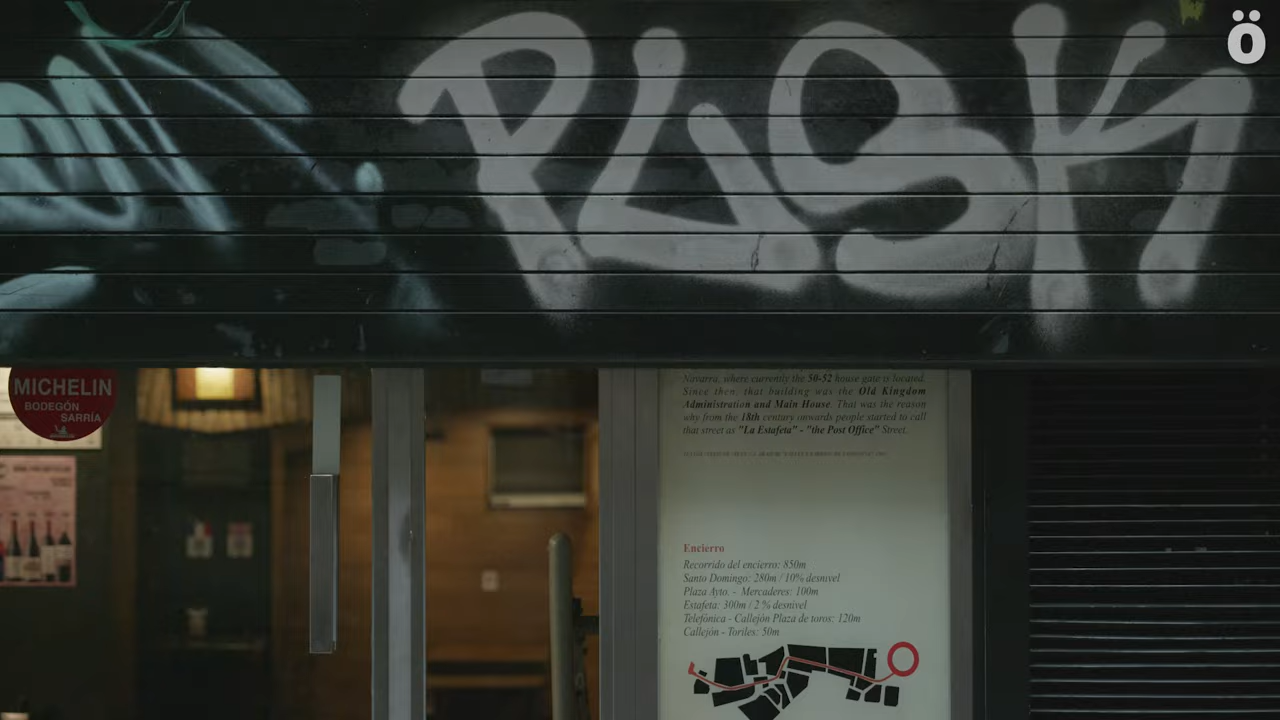 ö
PUSH
MICHELIN
BODEGÓN
SARRÍA
Navarra, where currently the 50-52 house gate is located.
Since then, that building was the Old Kingdom
Administration and Main House. That was the reason
why from the 18th century onwards people started to call
that street as "La Estafeta" - "the Post Office" Street.
Encierro
Recorrido del encierro: 850m
Santo Domingo: 280m / 10% desnivel
Plaza Ayto. - Mercaderes: 100m
Estafeta: 300m / 2 % desnivel
Telefónica - Callejón Plaza de toros: 120m
Callejón - Toriles: 50m